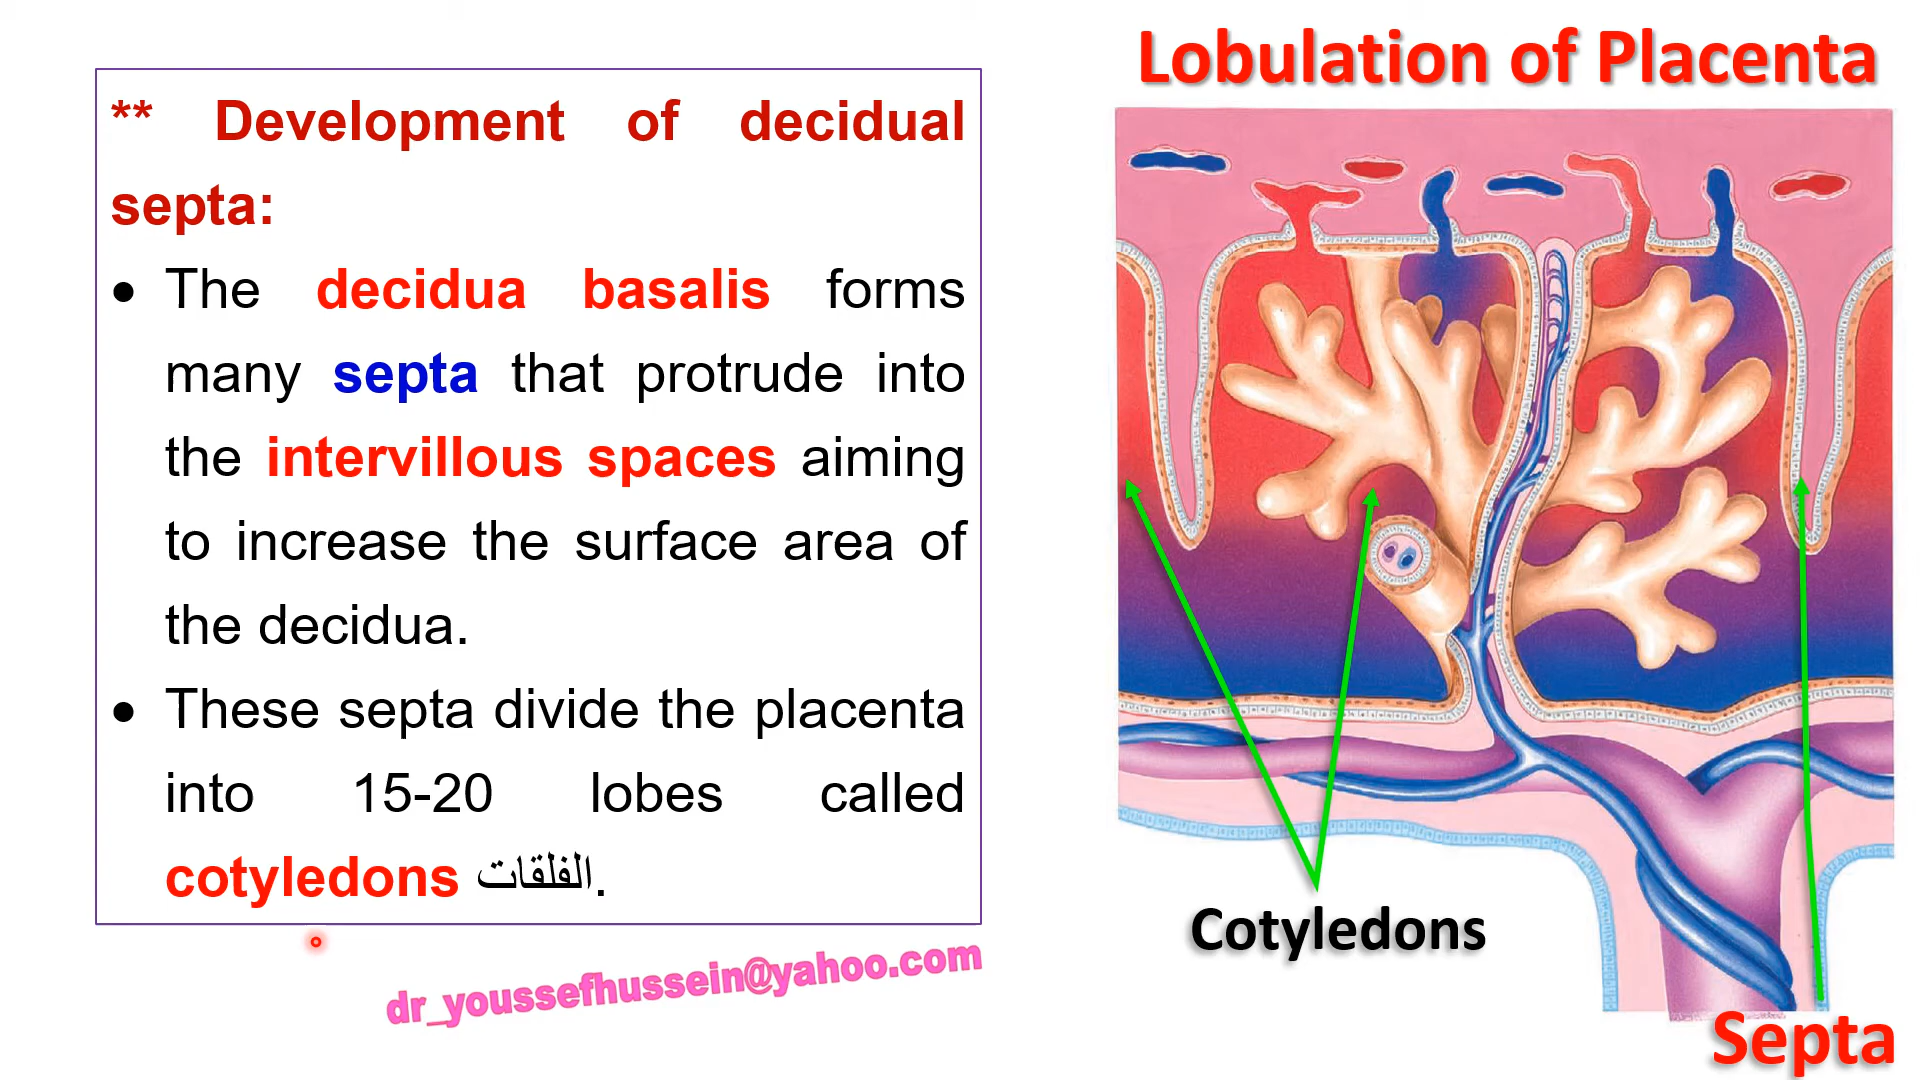 Lobulation of Placenta
** Development of decidual
septa:
• The decidua basalis forms
many septa that protrude into
the intervillous spaces aiming
to increase the surface area of
the decidua.
• These septa divide the placenta
into 15-20 lobes called
cotyledons الفلقات.
Cotyledons
dr_youssefhussein@yahoo.com
Septa